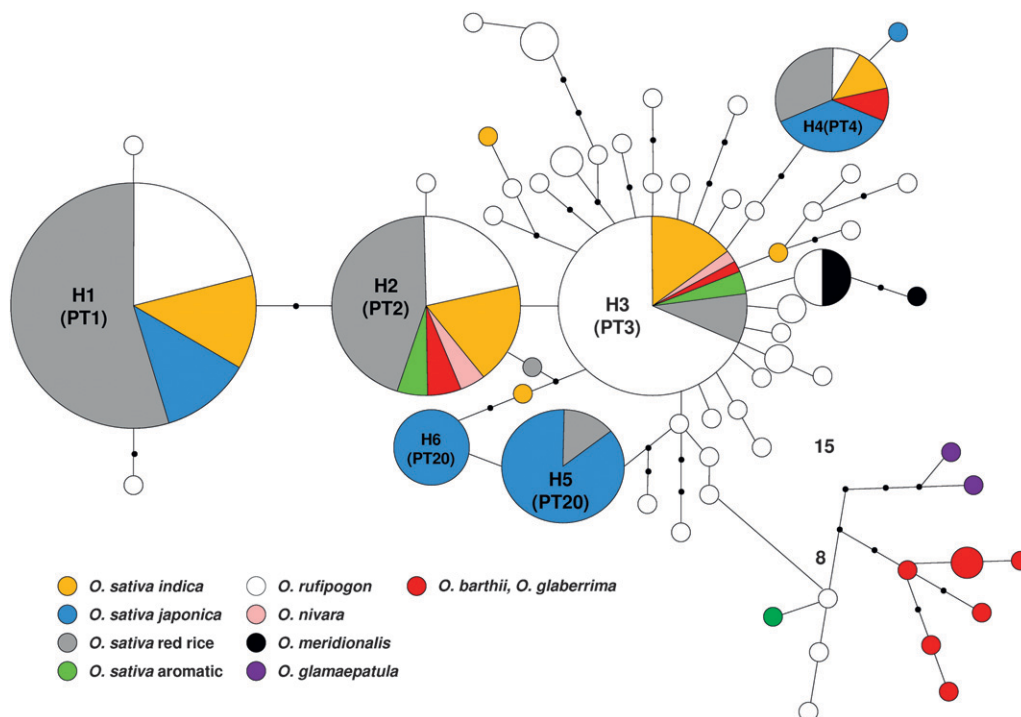 H4(PT4)
H1
(PT1)
H2
(PT2)
H3
(PT3)
H6
(PT20)
H5
(PT20)
15
8
O. sativa indica
O. sativa japonica
O. sativa red rice
O. sativa aromatic
O. rufipogon
O. nivara
O. meridionalis
O. glamaepatula
O. barthii, O. glaberrima